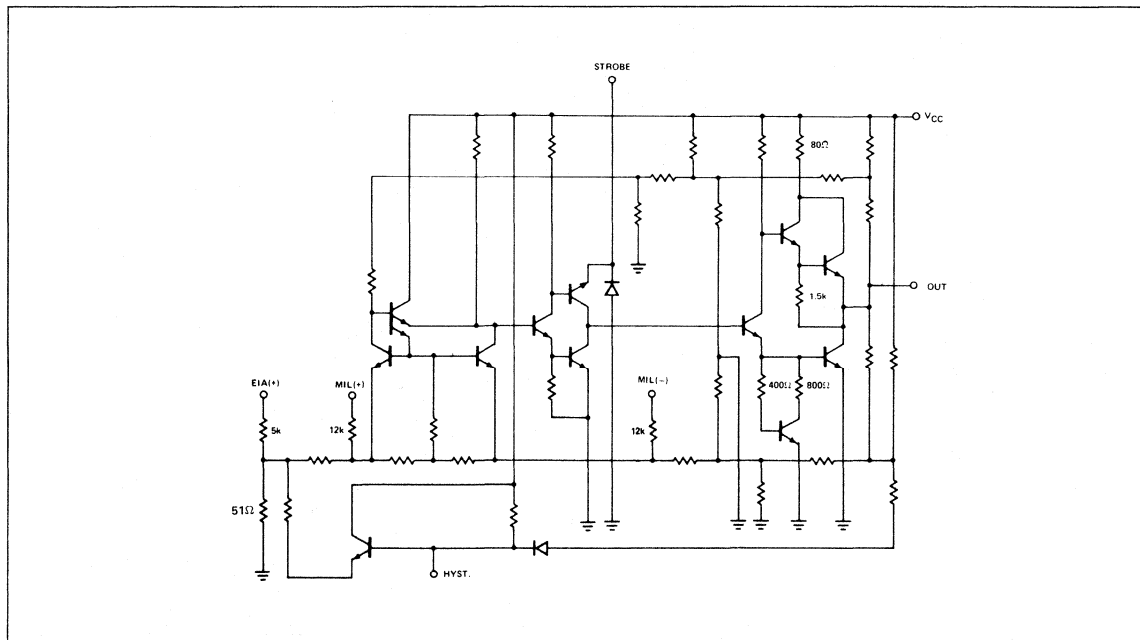 STROBE
VCC
80Ω
1.5k
OUT
EIA(+)
MIL(+)
MIL(–)
400Ω
800Ω
5k
12k
12k
51Ω
HYST.